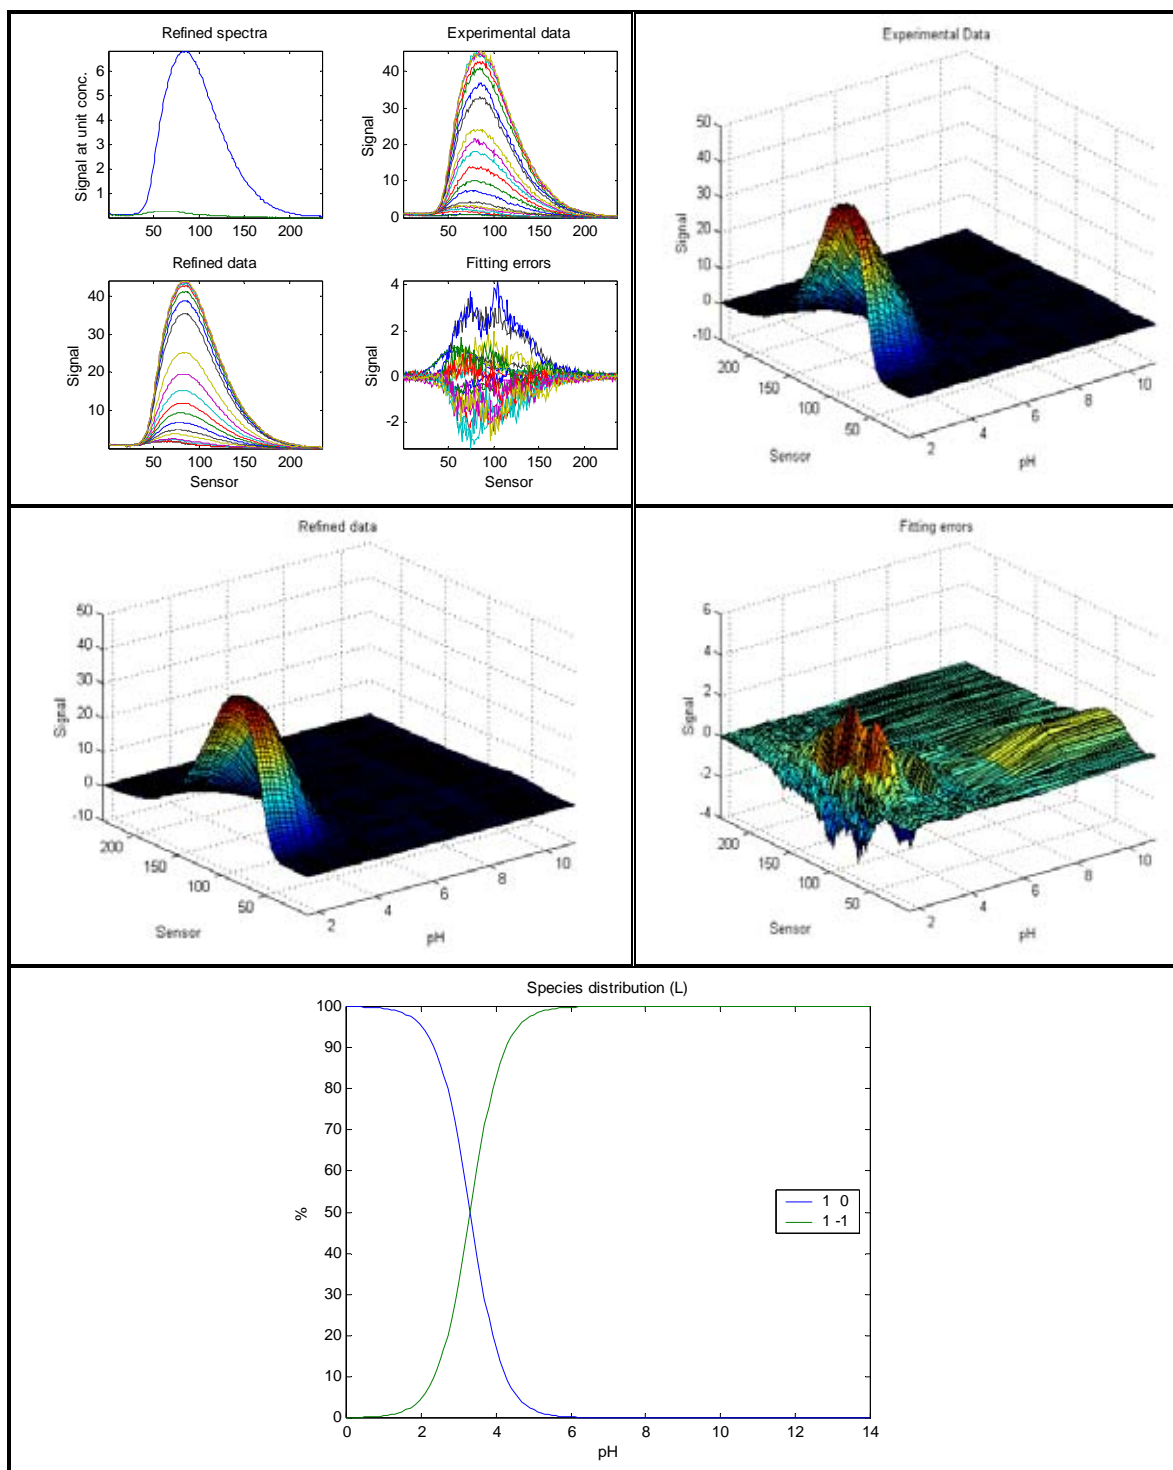 Refined spectra
Signal at unit conc.
6
5
4
3
2
1
50 100 150 200
Experimental data
Signal
40
30
20
10
0
50 100 150 200
Refined data
Signal
40
30
20
10
50 100 150 200
Sensor
Fitting errors
Signal
4
2
0
-2
50 100 150 200
Sensor
Experimental Data
Signal
50
40
30
20
10
0
-10
200
150
100
50
Sensor
2 4 6 8 10
pH
Refined data
Signal
50
40
30
20
10
0
-10
200
150
100
50
Sensor
2 4 6 8 10
pH
Fitting errors
Signal
6
4
2
0
-2
-4
200
150
100
50
Sensor
2 4 6 8 10
pH
Species distribution (L)
%
100
90
80
70
60
50
40
30
20
10
0
0 2 4 6 8 10 12 14
pH
1 0
1 -1